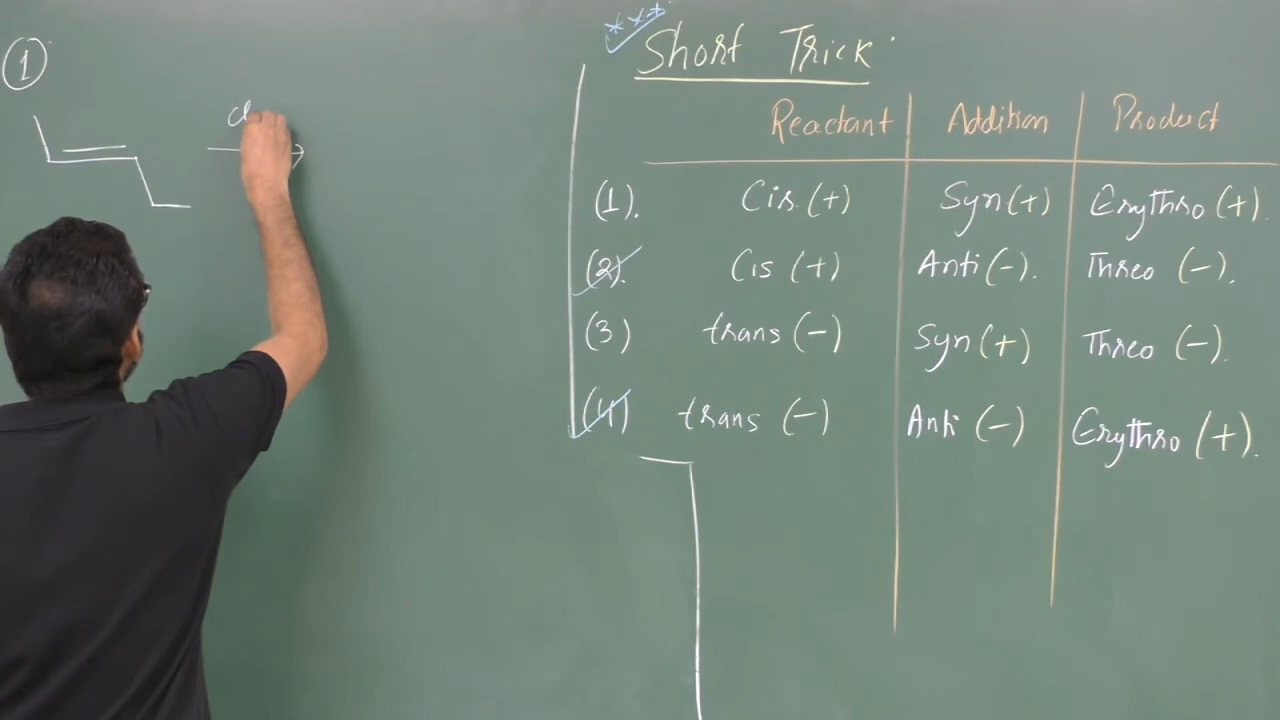 1
*** Short Trick
Reactant Addition Product
(1). Cis (+) Syn (+) Erythro (+).
(2). Cis (+) Anti (-). Threo (-).
(3) trans (-) Syn (+) Threo (-).
(4) trans (-) Anti (-) Erythro (+).